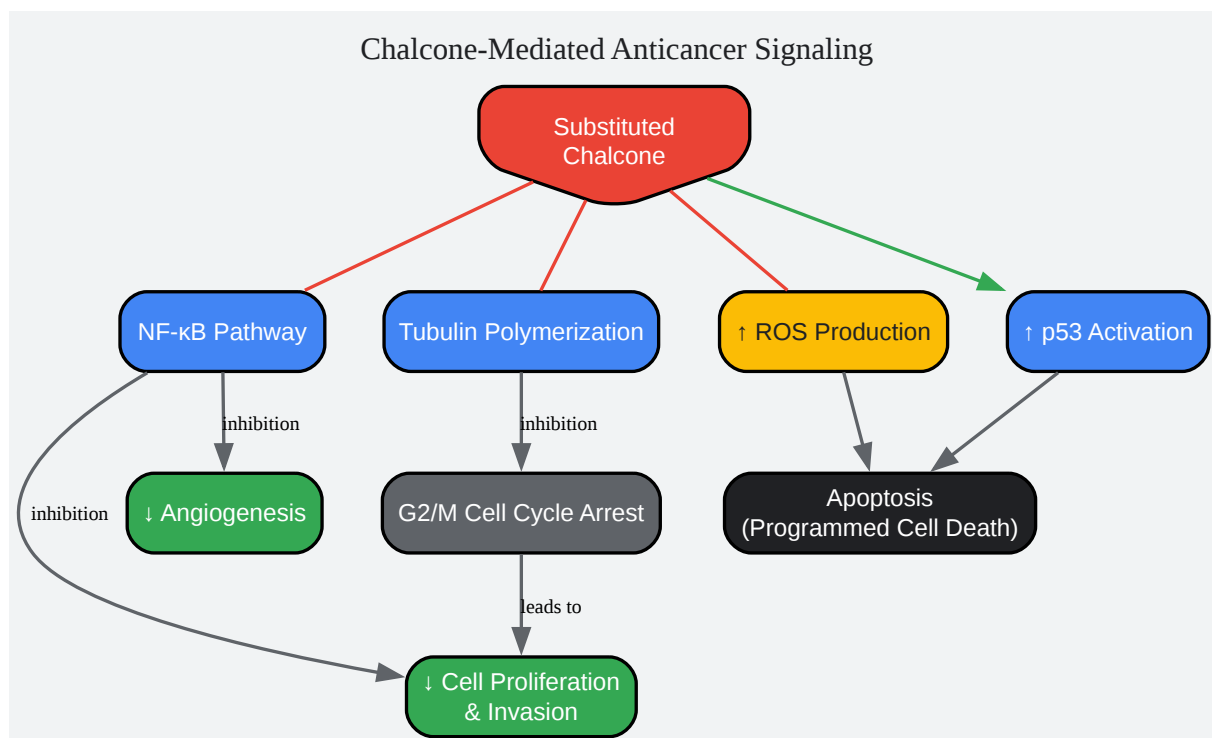 Chalcone-Mediated Anticancer Signaling
Substituted
Chalcone
NF-κB Pathway
Tubulin Polymerization
↑ ROS Production
↑ p53 Activation
inhibition
inhibition
↓ Angiogenesis
G2/M Cell Cycle Arrest
Apoptosis
(Programmed Cell Death)
inhibition
leads to
↓ Cell Proliferation
& Invasion